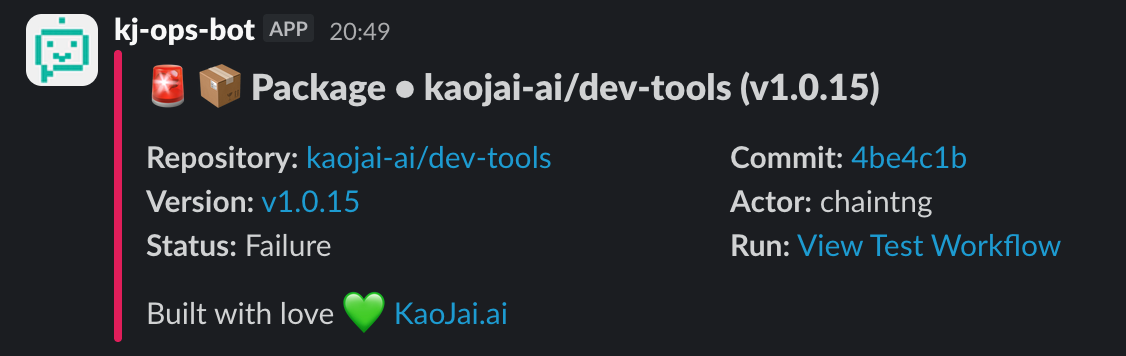 kj-ops-bot APP 20:49
🚨 📦 Package • kaojai-ai/dev-tools (v1.0.15)
Repository: kaojai-ai/dev-tools
Commit: 4be4c1b
Version: v1.0.15
Actor: chaintng
Status: Failure
Run: View Test Workflow
Built with love 💚 KaoJai.ai